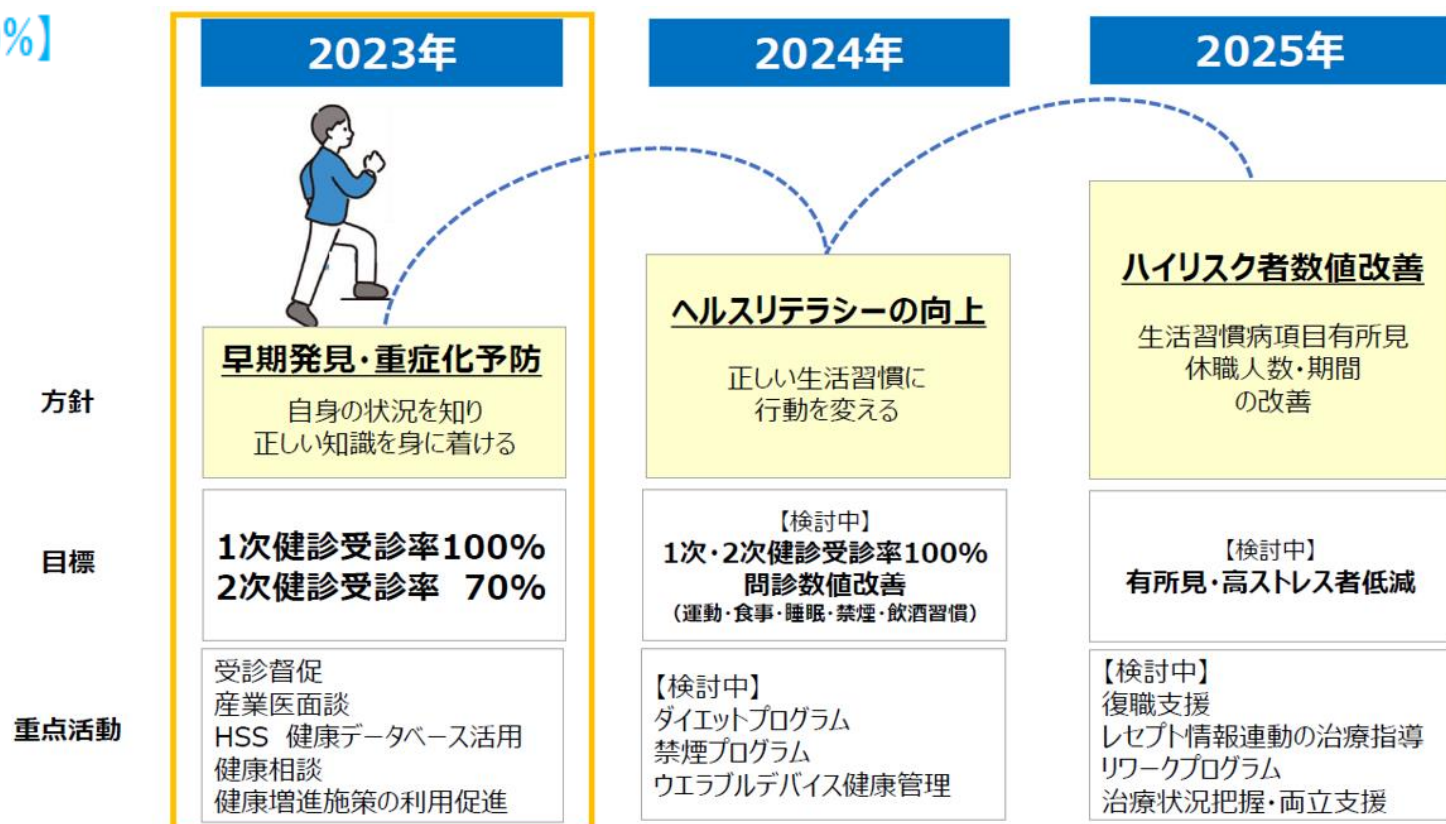 %】
2023年
2024年
2025年
方針
早期発見・重症化予防
自身の状況を知り
正しい知識を身に着ける
ヘルスリテラシーの向上
正しい生活習慣に
行動を変える
ハイリスク者数値改善
生活習慣病項目有所見
休職人数・期間
の改善
目標
1次健診受診率100%
2次健診受診率 70%
【検討中】
1次・2次健診受診率100%
問診数値改善
（運動・食事・睡眠・禁煙・飲酒習慣）
【検討中】
有所見・高ストレス者低減
重点活動
受診督促
産業医面談
HSS 健康データベース活用
健康相談
健康増進施策の利用促進
【検討中】
ダイエットプログラム
禁煙プログラム
ウエラブルデバイス健康管理
【検討中】
復職支援
レセプト情報連動の治療指導
リワークプログラム
治療状況把握・両立支援